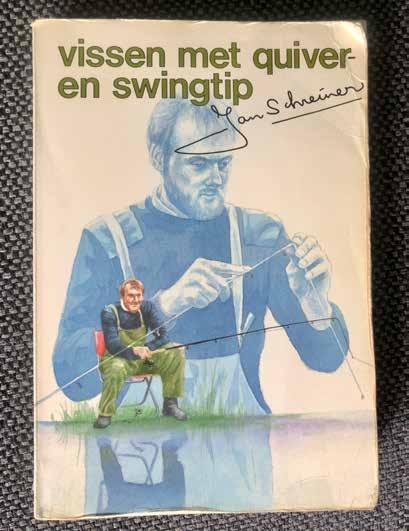 vissen met quiver-
en swingtip
Jan Schreiner